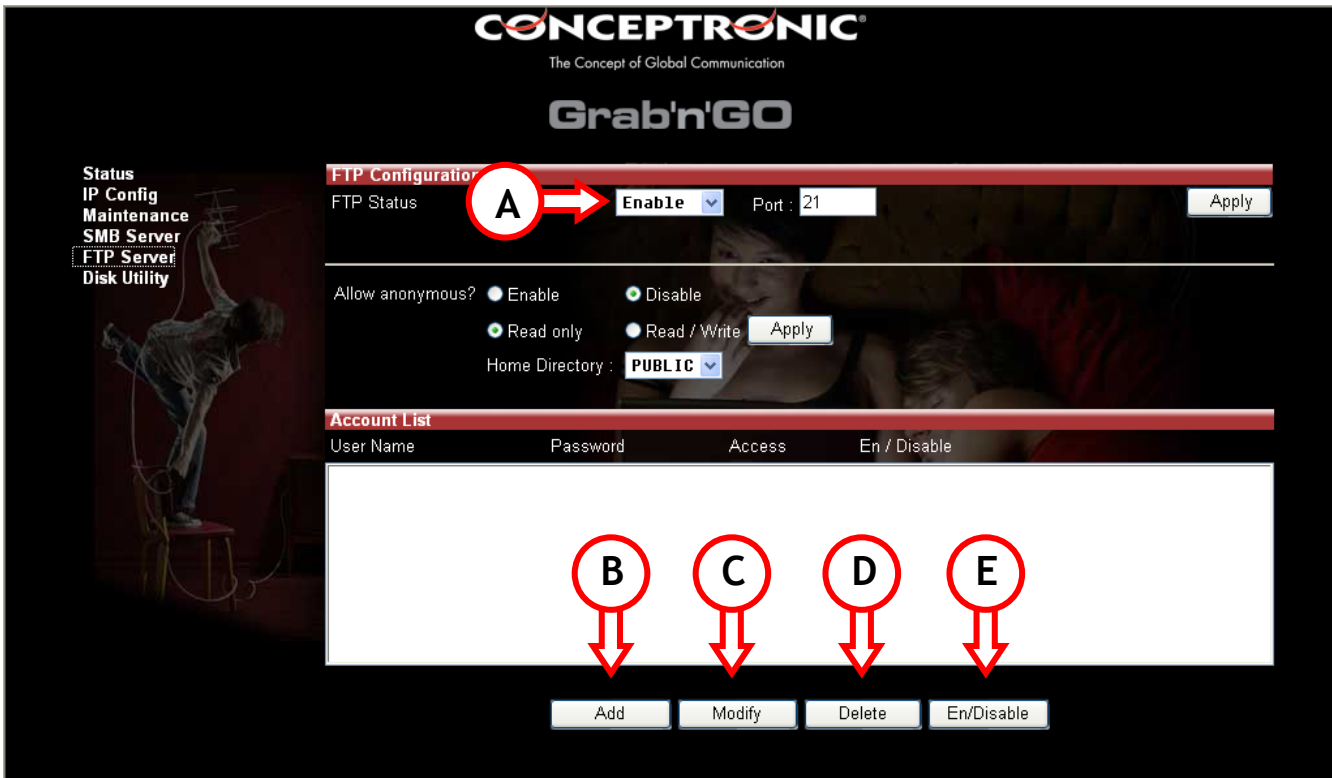 CONCEPTRONIC®
The Concept of Global Communication
Grab'n'GO
Status
IP Config
Maintenance
SMB Server
FTP Server
Disk Utility
FTP Configuration
FTP Status A Enable Port : 21 Apply
Allow anonymous? Enable Disable
Read only Read / Write Apply
Home Directory : PUBLIC
Account List
User Name Password Access En / Disable
B C D E
Add Modify Delete En/Disable